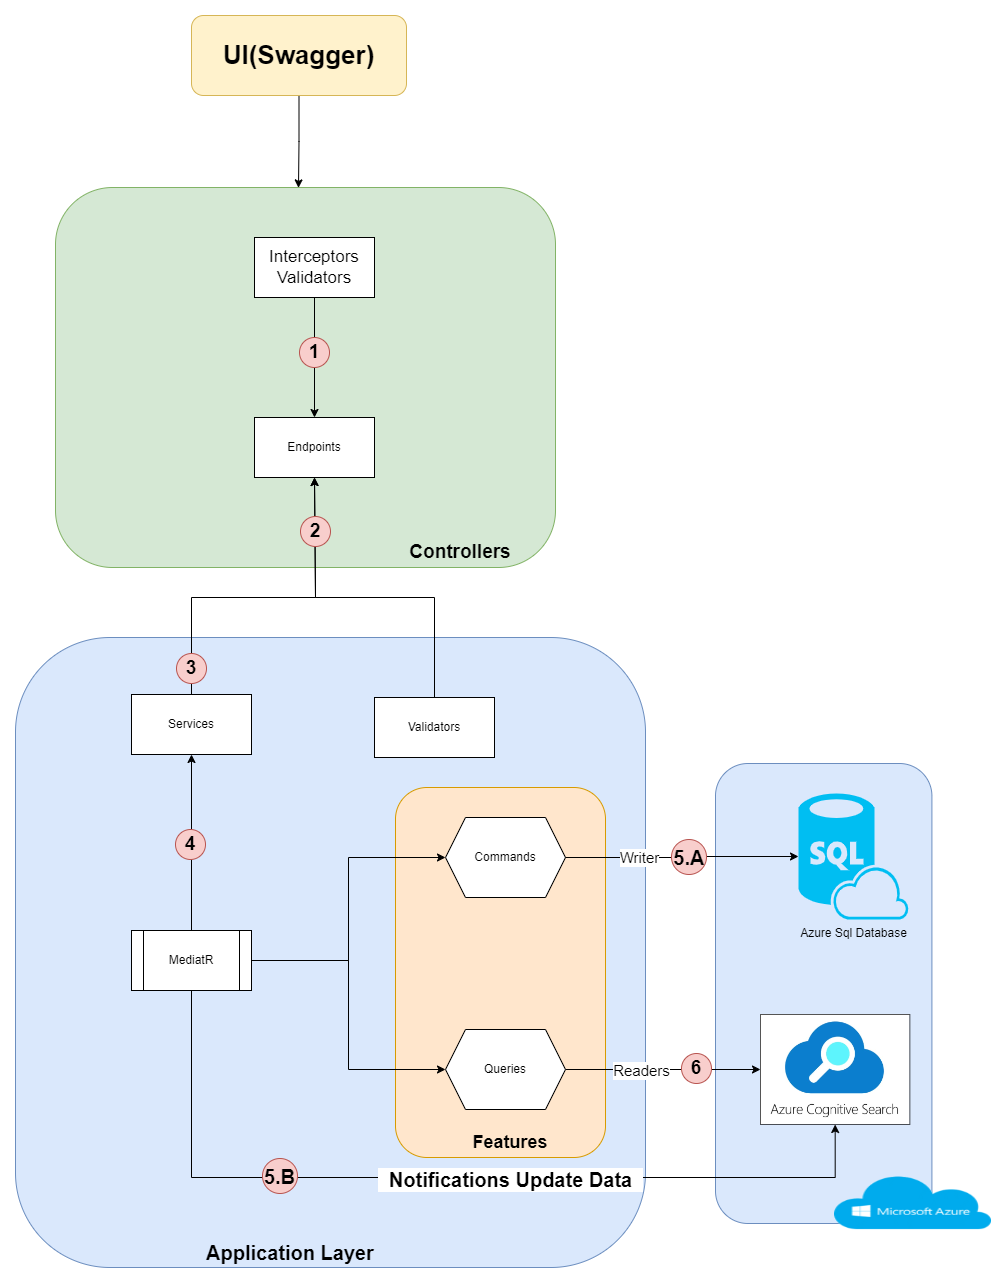 UI(Swagger)
Interceptors
Validators
1
Endpoints
2
Controllers
3
Services
Validators
4
Commands
Writer
5.A
SQL
Azure Sql Database
MediatR
Queries
Readers
6
Azure Cognitive Search
Features
5.B
Notifications Update Data
Microsoft Azure
Application Layer